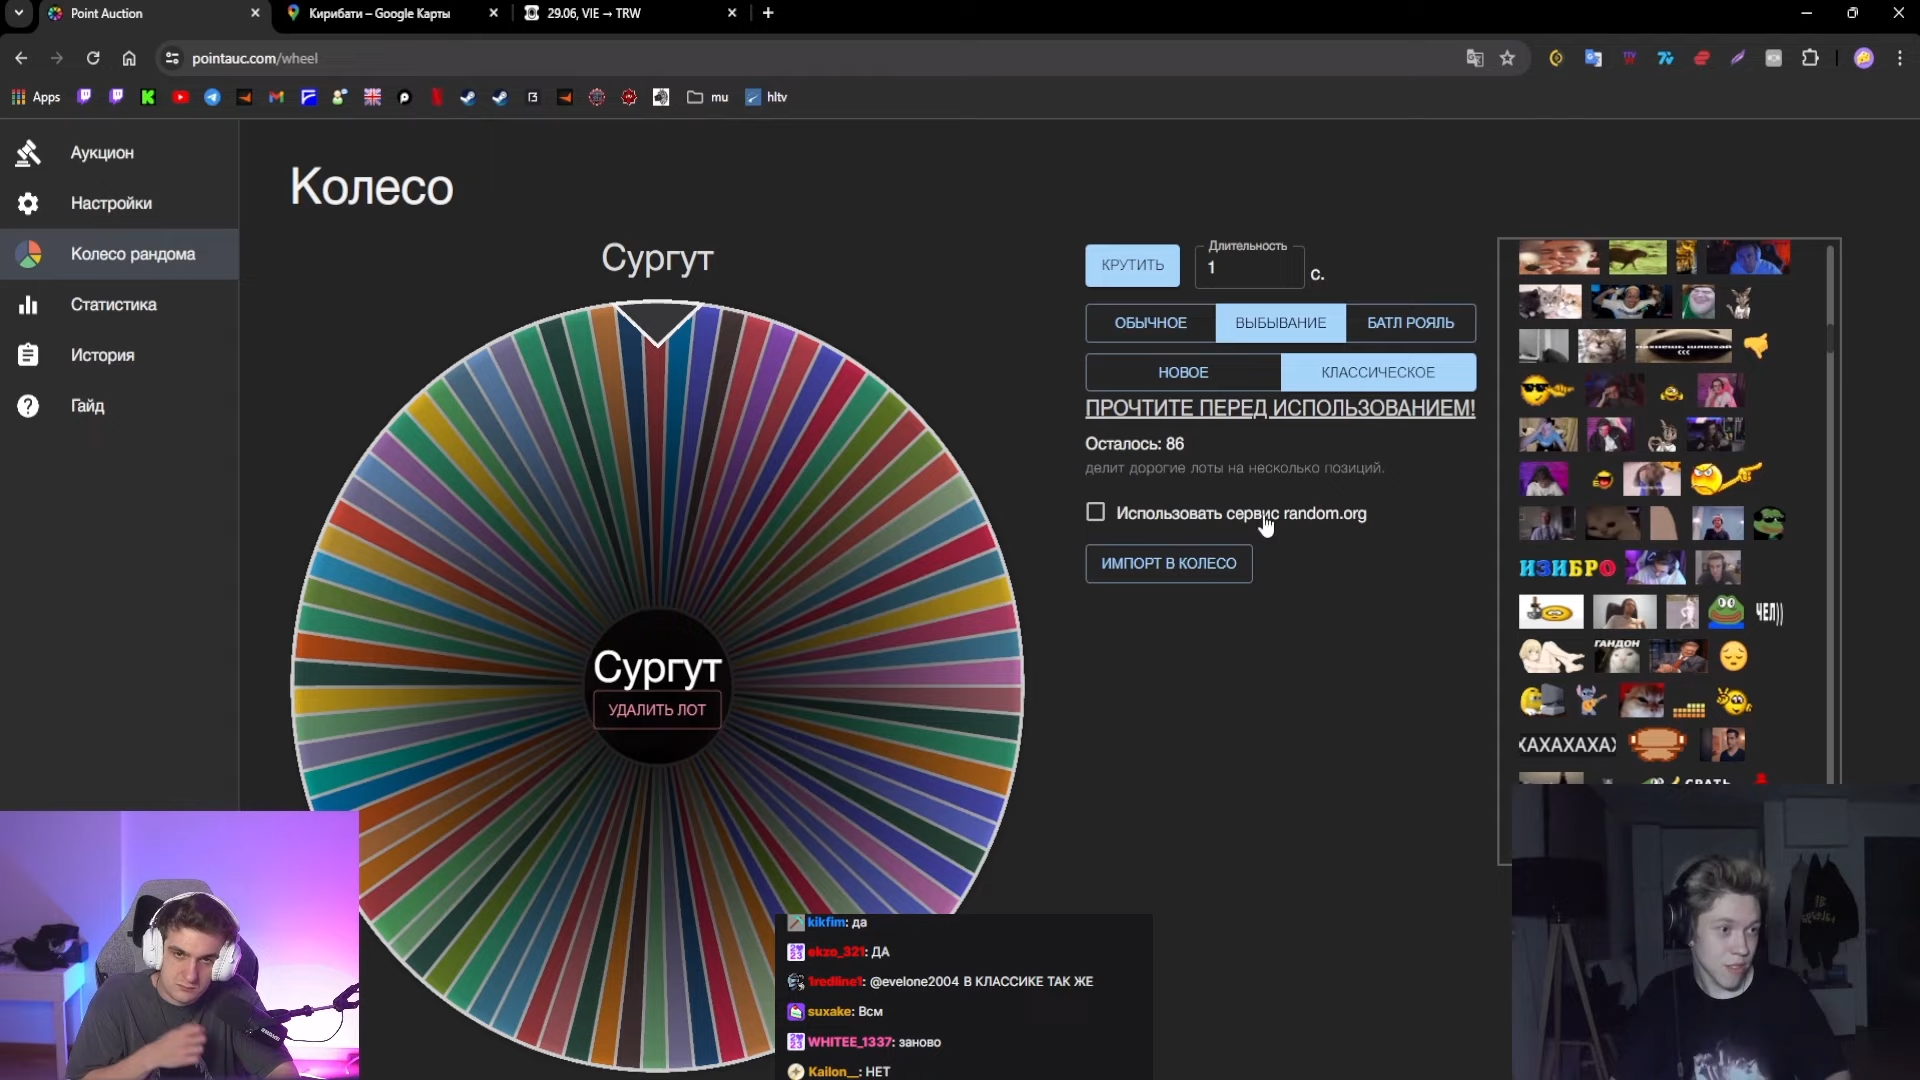 Point Auction
Кирибати – Google Карты
29.06, VIE → TRW
pointauc.com/wheel
Apps
mu
hltv
Аукцион
Настройки
Колесо рандома
Статистика
История
Гайд
Колесо
Сургут
КРУТИТЬ
Длительность
1
с.
ОБЫЧНОЕ
ВЫБЫВАНИЕ
БАТЛ РОЯЛЬ
НОВОЕ
КЛАССИЧЕСКОЕ
ПРОЧТИТЕ ПЕРЕД ИСПОЛЬЗОВАНИЕМ!
Осталось: 86
делит дорогие лоты на несколько позиций.
Использовать сервис random.org
ИМПОРТ В КОЛЕСО
Сургут
УДАЛИТЬ ЛОТ
ИЗИБРО
ЧЕЛ))
ГАНДОН
ХАХАХАХА
СРАТЬ
kikfim: да
ekzo_321: ДА
1redline1: @evelone2004 В КЛАССИКЕ ТАК ЖЕ
suxake: Всм
WHITEE_1337: заново
Kailon__: НЕТ